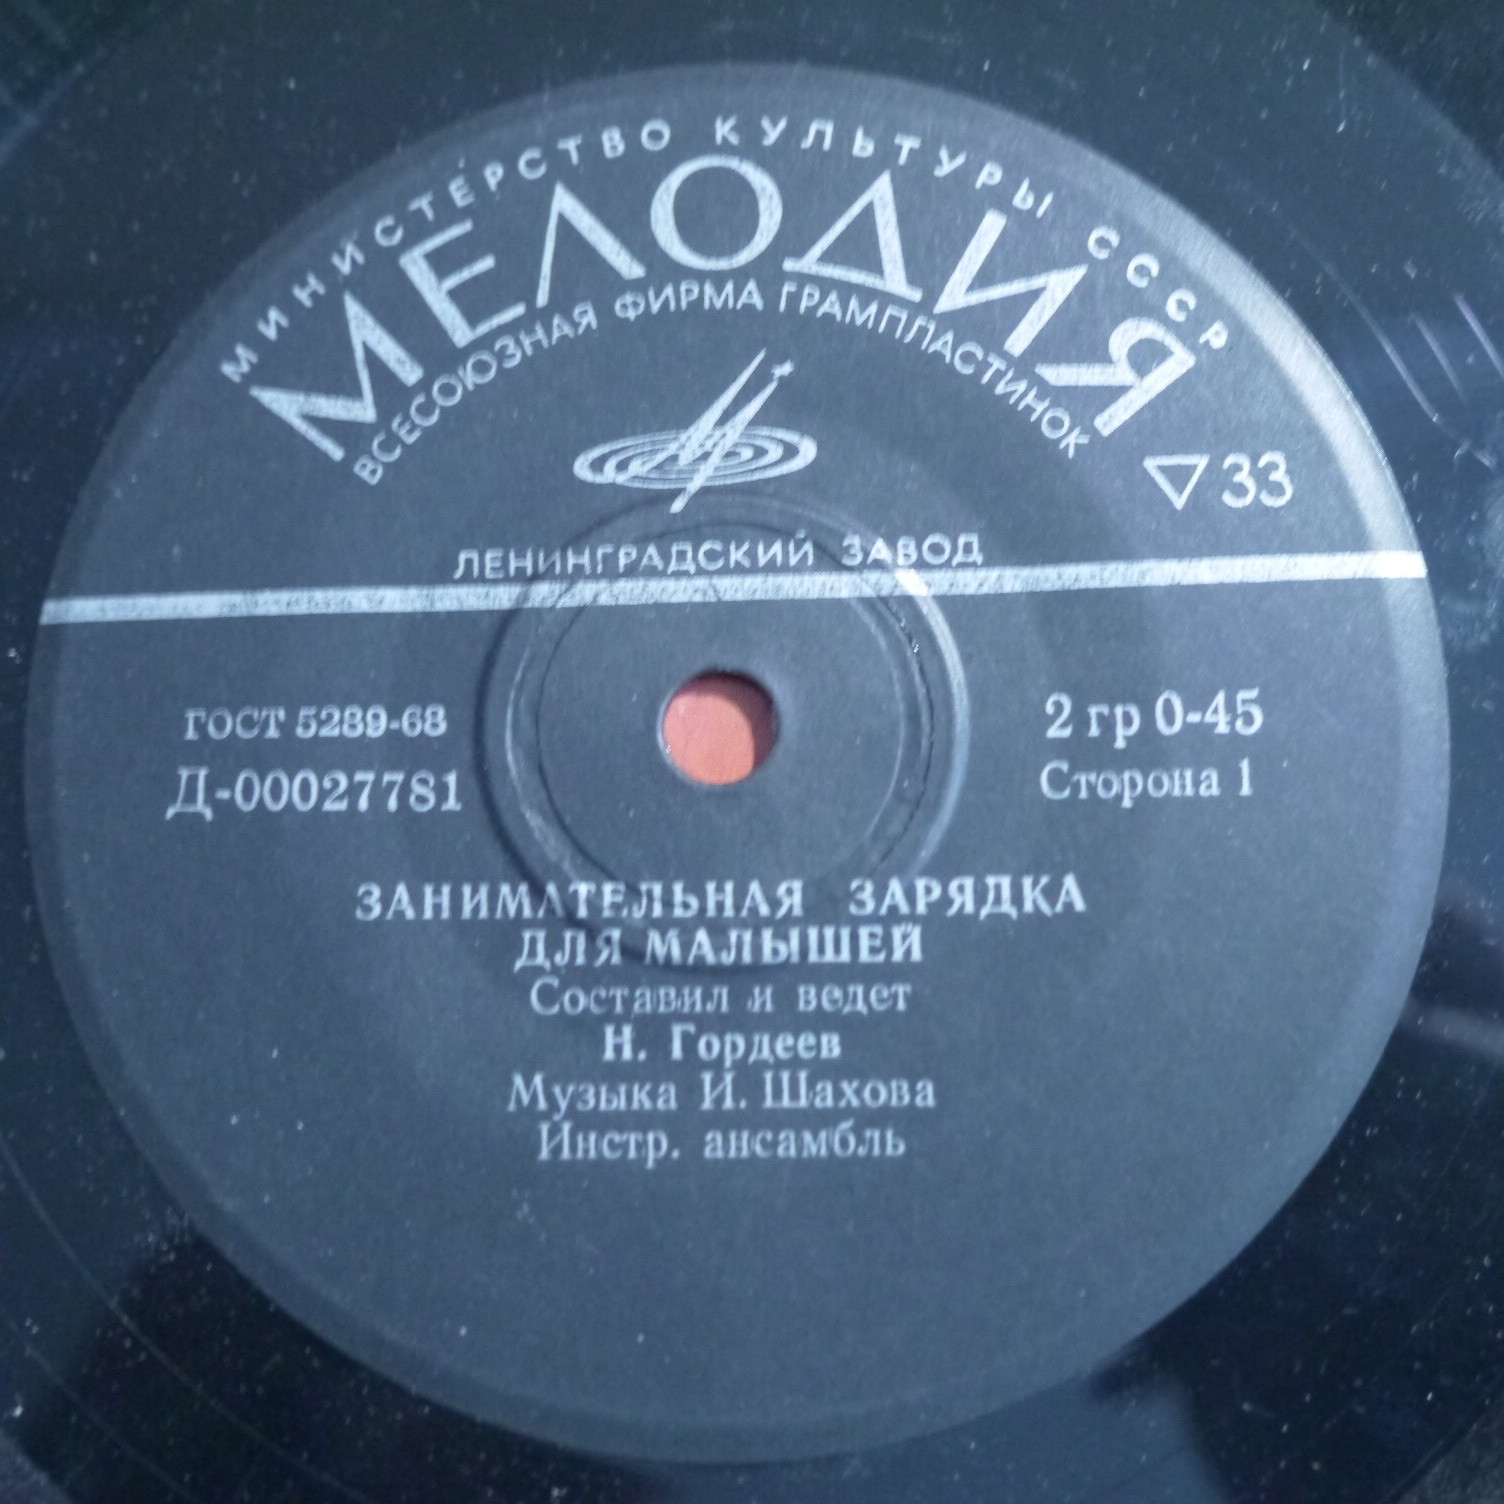 МИНИСТЕРСТВО КУЛЬТУРЫ СССР
МЕЛОДИЯ
ВСЕСОЮЗНАЯ ФИРМА ГРАМПЛАСТИНОК
33
ЛЕНИНГРАДСКИЙ ЗАВОД
ГОСТ 5289-68
Д-00027781
2 гр 0-45
Сторона 1
ЗАНИМАТЕЛЬНАЯ ЗАРЯДКА
ДЛЯ МАЛЫШЕЙ
Составил и ведет
Н. Гордеев
Музыка И. Шахова
Инстр. ансамбль